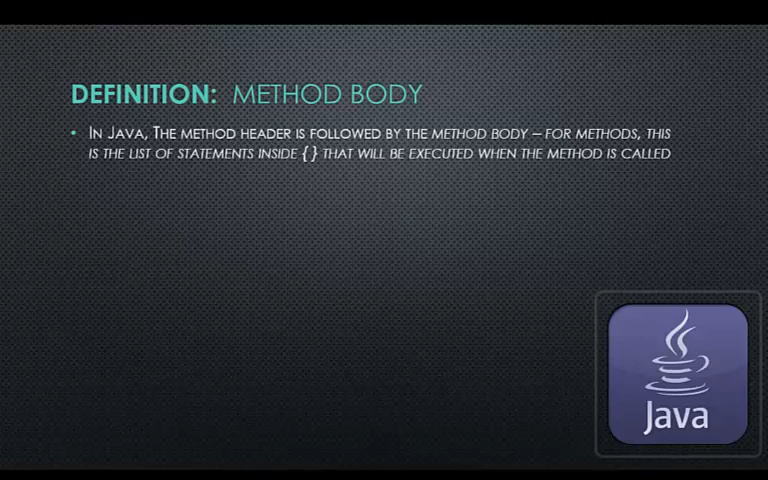 DEFINITION: METHOD BODY
• IN JAVA, THE METHOD HEADER IS FOLLOWED BY THE METHOD BODY – FOR METHODS, THIS
IS THE LIST OF STATEMENTS INSIDE { } THAT WILL BE EXECUTED WHEN THE METHOD IS CALLED
Java